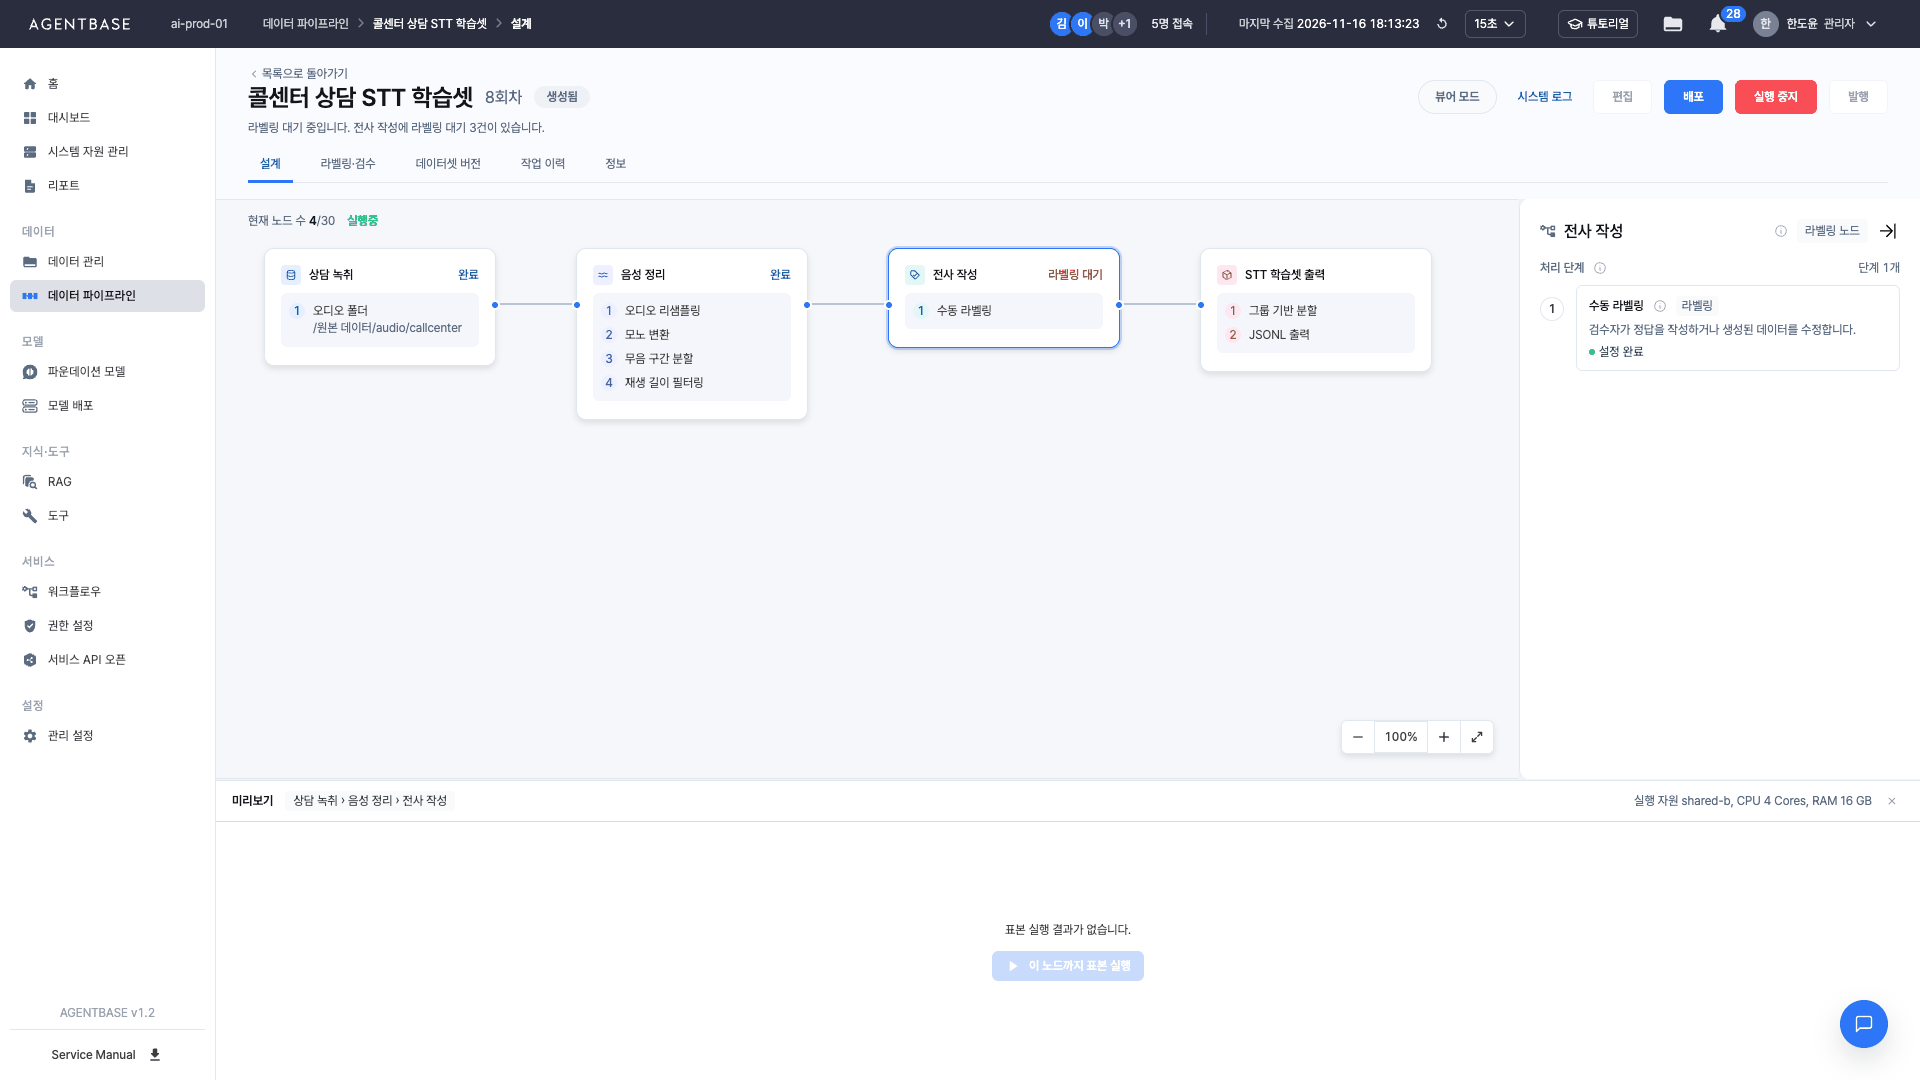 AGENTBASE
ai-prod-01
데이터 파이프라인 > 콜센터 상담 STT 학습셋 > 설계
김 이 박 +1 5명 접속
마지막 수집 2026-11-16 18:13:23
15초
튜토리얼
28
한 한도윤 관리자
홈
대시보드
시스템 자원 관리
리포트
데이터
데이터 관리
데이터 파이프라인
모델
파운데이션 모델
모델 배포
지식·도구
RAG
도구
서비스
워크플로우
권한 설정
서비스 API 오픈
설정
관리 설정
AGENTBASE v1.2
Service Manual
목록으로 돌아가기
콜센터 상담 STT 학습셋 8회차 생성됨
라벨링 대기 중입니다. 전사 작성에 라벨링 대기 3건이 있습니다.
뷰어 모드
시스템 로그
편집
배포
실행 중지
발행
설계
라벨링·검수
데이터셋 버전
작업 이력
정보
현재 노드 수 4/30 실행중
상담 녹취 완료
1 오디오 폴더
/원본 데이터/audio/callcenter
음성 정리 완료
1 오디오 리샘플링
2 모노 변환
3 무음 구간 분할
4 재생 길이 필터링
전사 작성 라벨링 대기
1 수동 라벨링
STT 학습셋 출력
1 그룹 기반 분할
2 JSONL 출력
100%
전사 작성
라벨링 노드
처리 단계
단계 1개
1
수동 라벨링 라벨링
검수자가 정답을 작성하거나 생성된 데이터를 수정합니다.
설정 완료
미리보기 상담 녹취 › 음성 정리 › 전사 작성
실행 자원 shared-b, CPU 4 Cores, RAM 16 GB
표본 실행 결과가 없습니다.
이 노드까지 표본 실행